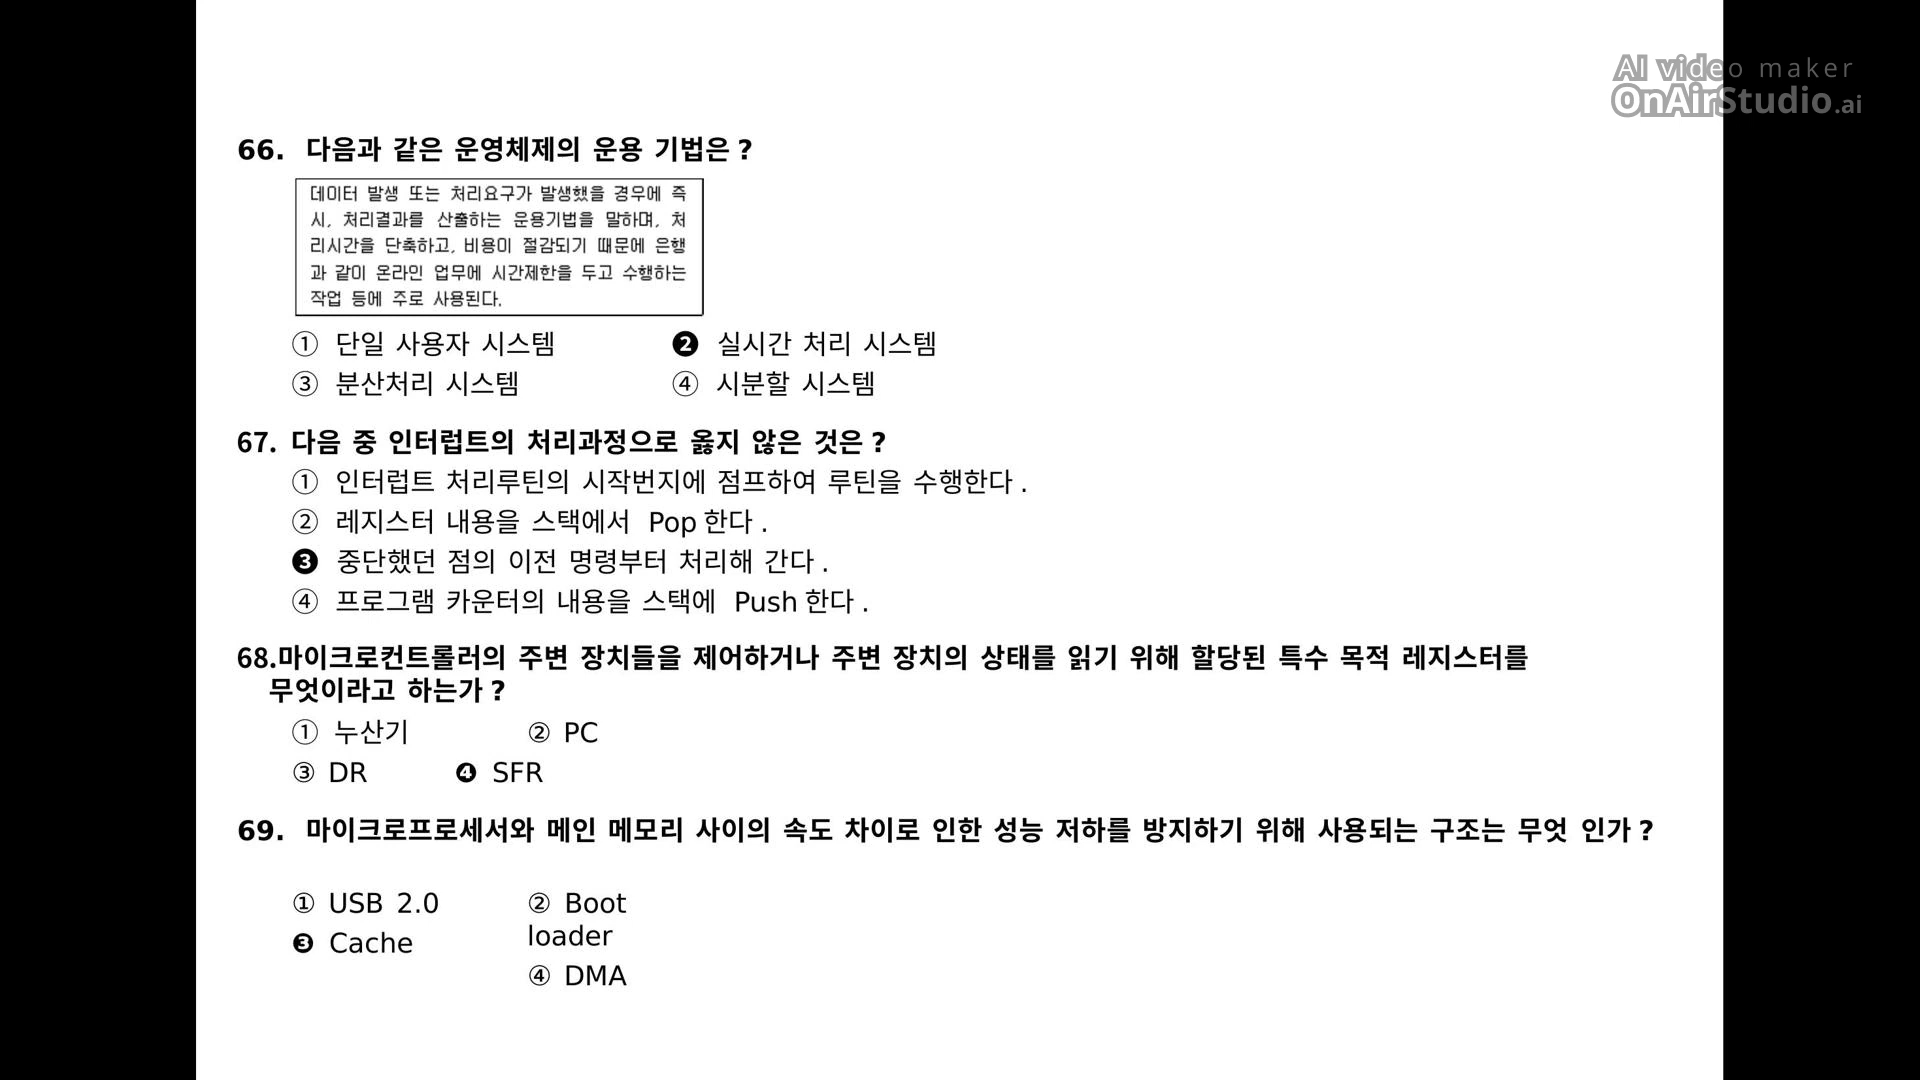 AI video maker
OnAirStudio.ai
66. 다음과 같은 운영체제의 운용 기법은 ?
데이터 발생 또는 처리요구가 발생했을 경우에 즉
시, 처리결과를 산출하는 운용기법을 말하며, 처
리시간을 단축하고, 비용이 절감되기 때문에 은행
과 같이 온라인 업무에 시간제한을 두고 수행하는
작업 등에 주로 사용된다.
① 단일 사용자 시스템 ❷ 실시간 처리 시스템
③ 분산처리 시스템 ④ 시분할 시스템
67. 다음 중 인터럽트의 처리과정으로 옳지 않은 것은 ?
① 인터럽트 처리루틴의 시작번지에 점프하여 루틴을 수행한다 .
② 레지스터 내용을 스택에서 Pop 한다 .
❸ 중단했던 점의 이전 명령부터 처리해 간다 .
④ 프로그램 카운터의 내용을 스택에 Push 한다 .
68.마이크로컨트롤러의 주변 장치들을 제어하거나 주변 장치의 상태를 읽기 위해 할당된 특수 목적 레지스터를
무엇이라고 하는가 ?
① 누산기 ② PC
③ DR ❹ SFR
69. 마이크로프로세서와 메인 메모리 사이의 속도 차이로 인한 성능 저하를 방지하기 위해 사용되는 구조는 무엇 인가 ?
① USB 2.0 ② Boot
loader
❸ Cache
④ DMA